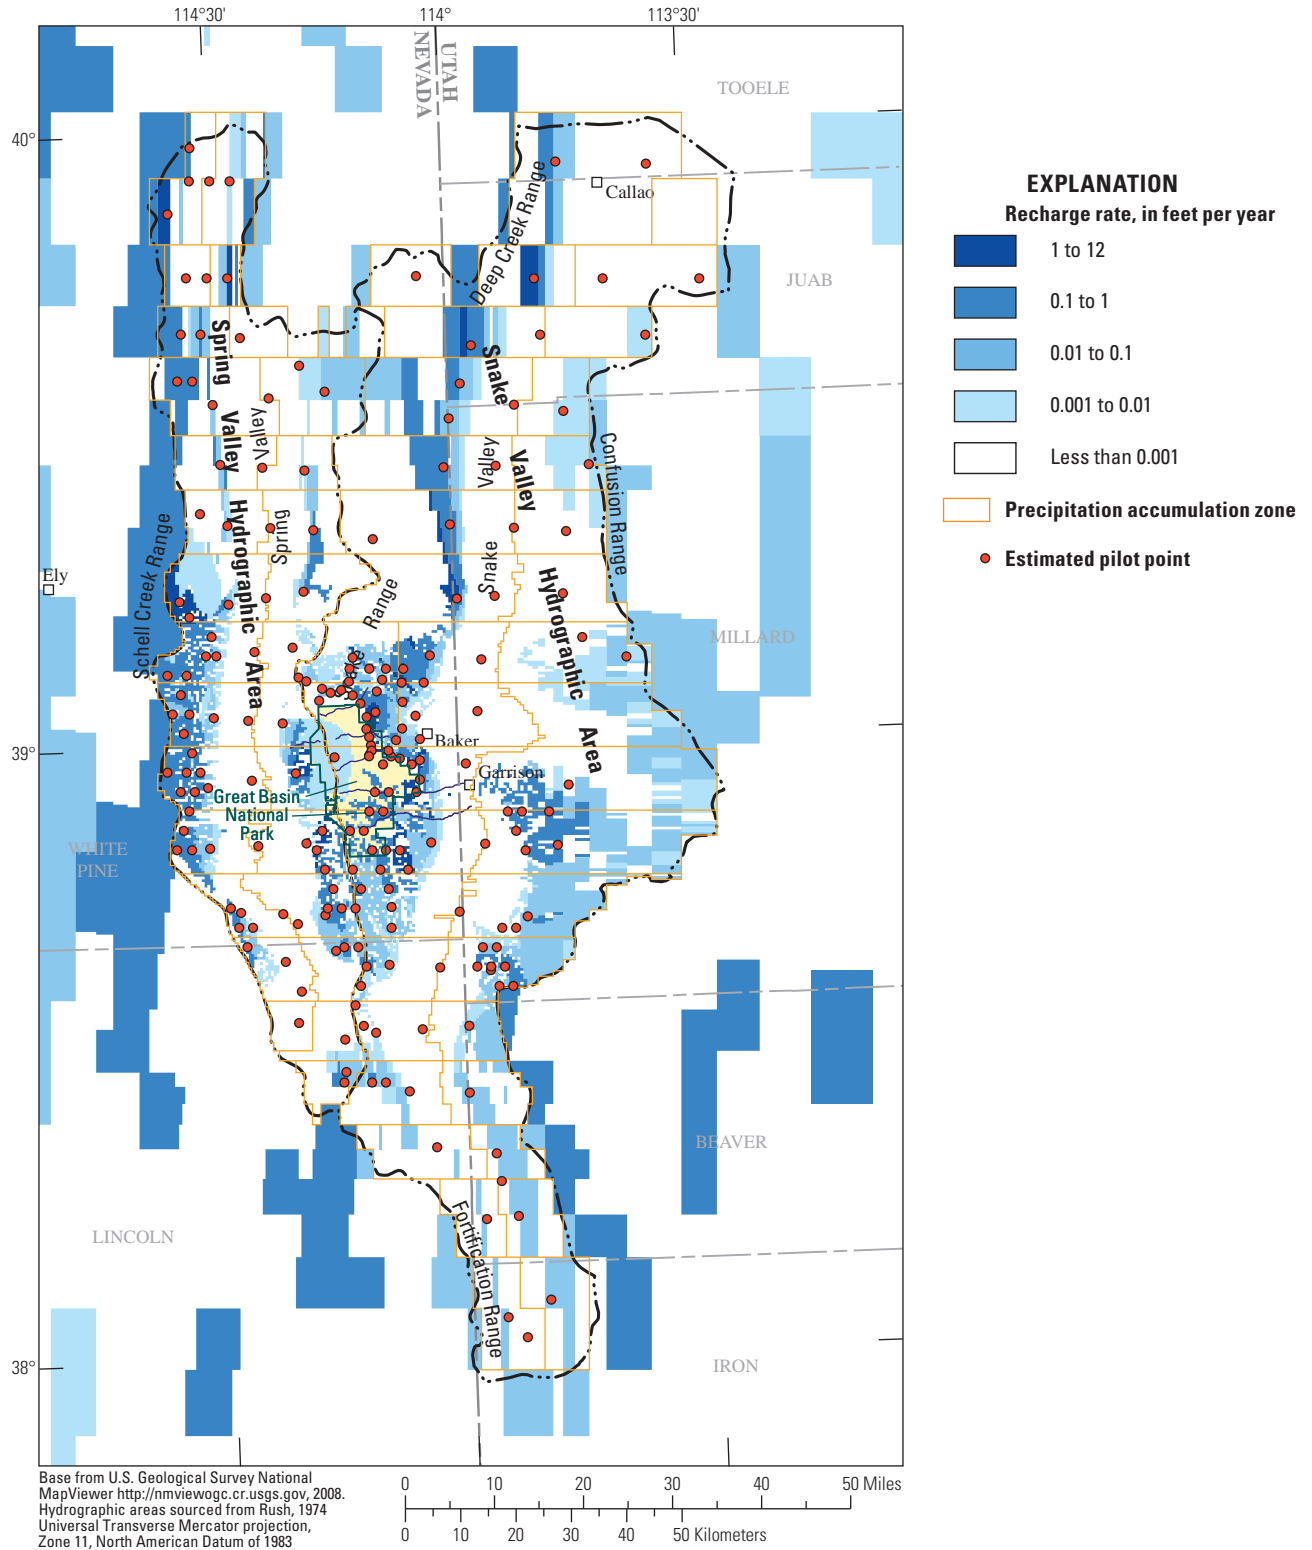 114°30'
114°
113°30'
UTAH
NEVADA
TOOELE
40°
Callao
Deep Creek Range
JUAB
Spring
Valley
Hydrographic
Area
Snake
Valley
Hydrographic
Area
Valley
Spring
Valley
Snake
Confusion Range
Schell Creek Range
Ely
Range
Snake
MILLARD
39°
Baker
Garrison
Great Basin
National
Park
WHITE
PINE
BEAVER
LINCOLN
Fortification Range
38°
IRON
EXPLANATION
Recharge rate, in feet per year
1 to 12
0.1 to 1
0.01 to 0.1
0.001 to 0.01
Less than 0.001
Precipitation accumulation zone
Estimated pilot point
Base from U.S. Geological Survey National
MapViewer http://nmviewogc.cr.usgs.gov, 2008.
Hydrographic areas sourced from Rush, 1974
Universal Transverse Mercator projection,
Zone 11, North American Datum of 1983
0 10 20 30 40 50 Miles
0 10 20 30 40 50 Kilometers